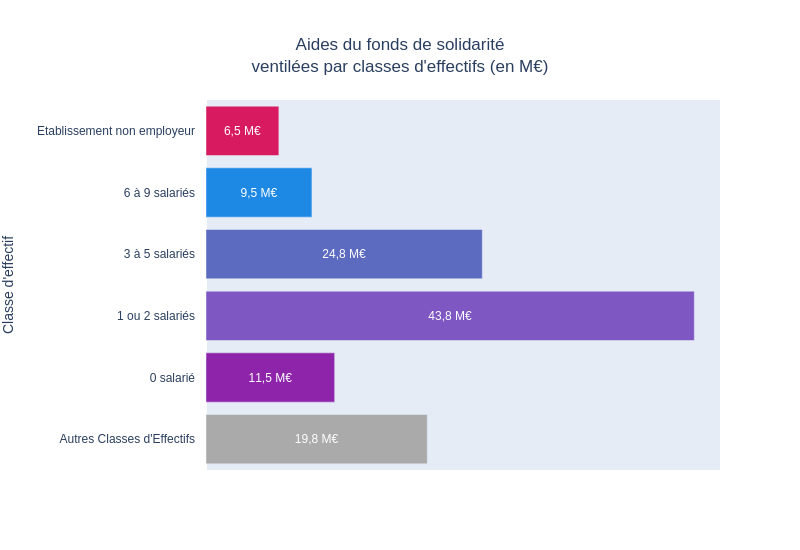 Aides du fonds de solidarité
ventilées par classes d'effectifs (en M€)
Classe d'effectif
Etablissement non employeur
6,5 M€
6 à 9 salariés
9,5 M€
3 à 5 salariés
24,8 M€
1 ou 2 salariés
43,8 M€
0 salarié
11,5 M€
Autres Classes d'Effectifs
19,8 M€